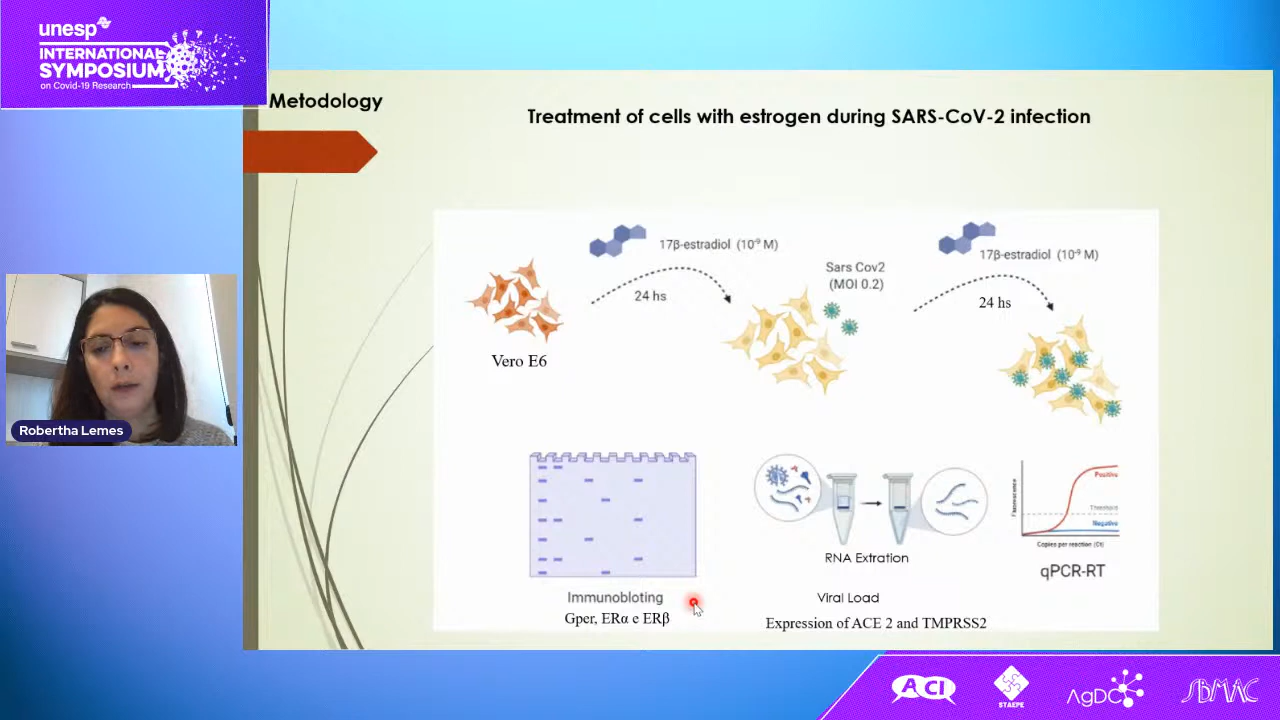 unesp
INTERNATIONAL
SYMPOSIUM
on Covid-19 Research
Metodology
Treatment of cells with estrogen during SARS-CoV-2 infection
17β-estradiol (10⁻⁹ M)
24 hs
Vero E6
Sars Cov2
(MOI 0.2)
17β-estradiol (10⁻⁹ M)
24 hs
Robertha Lemes
Immunobloting
Gper, ERα e ERβ
RNA Extration
Viral Load
Expression of ACE 2 and TMPRSS2
Fluorescence
Positive
Threshold
Negative
Copies per reaction (Ct)
qPCR-RT
ACI
STAEPE
AgDC
SBMAC